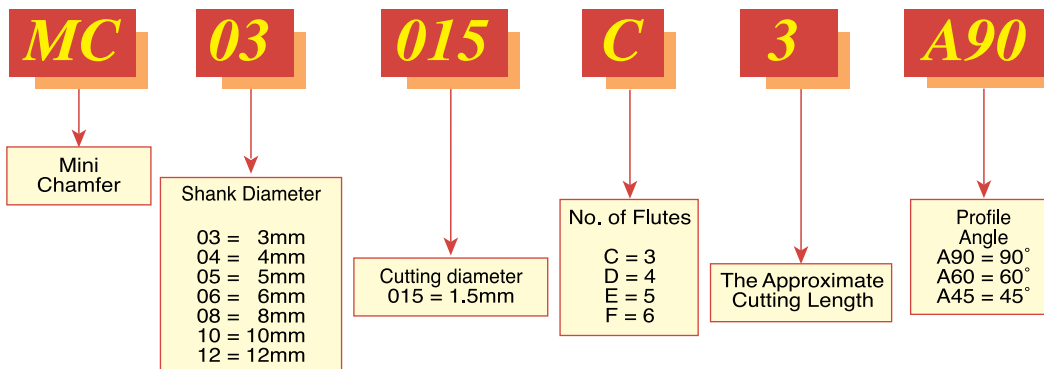 MC 03 015 C 3 A90
Mini
Chamfer
Shank Diameter
03 = 3mm
04 = 4mm
05 = 5mm
06 = 6mm
08 = 8mm
10 = 10mm
12 = 12mm
Cutting diameter
015 = 1.5mm
No. of Flutes
C = 3
D = 4
E = 5
F = 6
The Approximate
Cutting Length
Profile
Angle
A90 = 90°
A60 = 60°
A45 = 45°